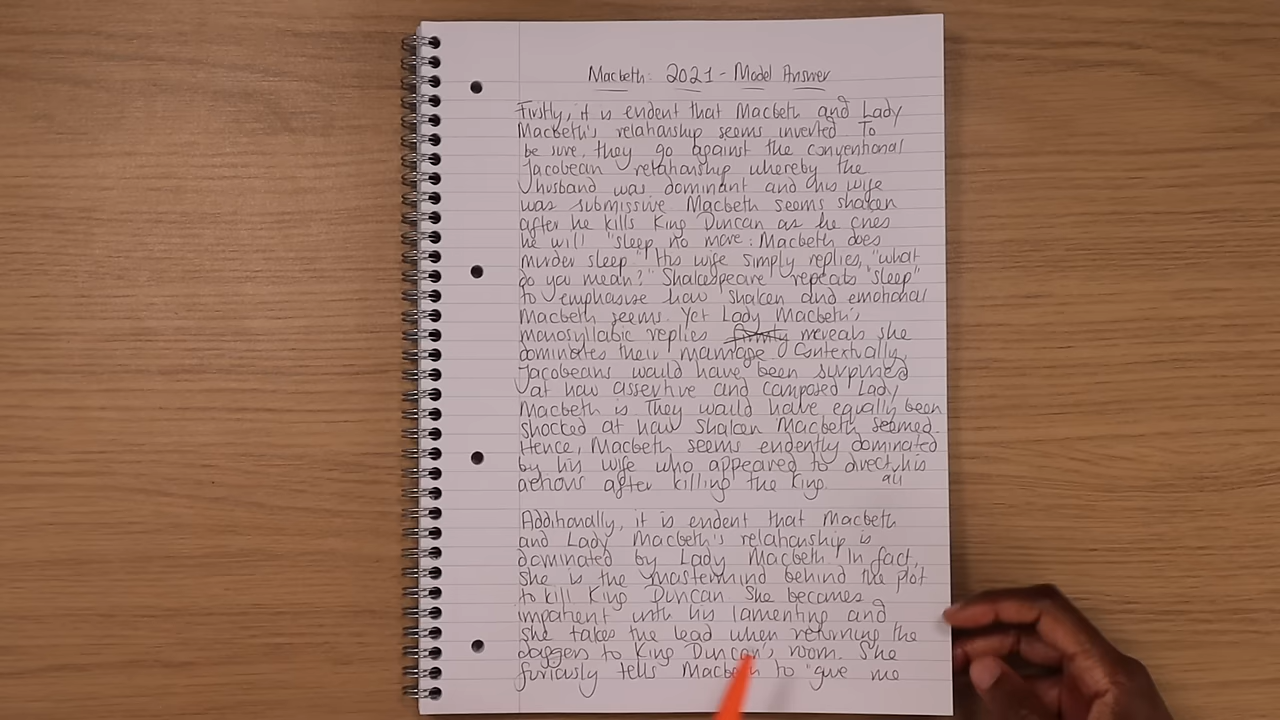 Macbeth: 2021 - Model Answer
Firstly, it is evident that Macbeth and Lady
Macbeth's relationship seems inverted. To
be sure, they go against the conventional
Jacobean relationship whereby the
husband was dominant and his wife
was submissive. Macbeth seems shaken
after he kills King Duncan as he cries
he will "sleep no more: Macbeth does
murder sleep." His wife simply replies, "what
do you mean?" Shakespeare repeats "sleep"
to emphasise how shaken and emotional
Macbeth seems. Yet Lady Macbeth's
monosyllabic replies reveals she
dominates their marriage. Contextually,
Jacobeans would have been surprised
at how assertive and composed Lady
Macbeth is. They would have equally been
shocked at how shaken Macbeth seemed.
Hence, Macbeth seems evidently dominated
by his wife who appeared to direct his
all
actions after killing the King.
Additionally, it is evident that Macbeth
and Lady Macbeth's relationship is
dominated by Lady Macbeth. In fact,
she is the mastermind behind the plot
to kill King Duncan. She becomes
impatient with his lamenting and
she takes the lead when returning the
daggers to King Duncan's room. She
furiously tells Macbeth to "give me